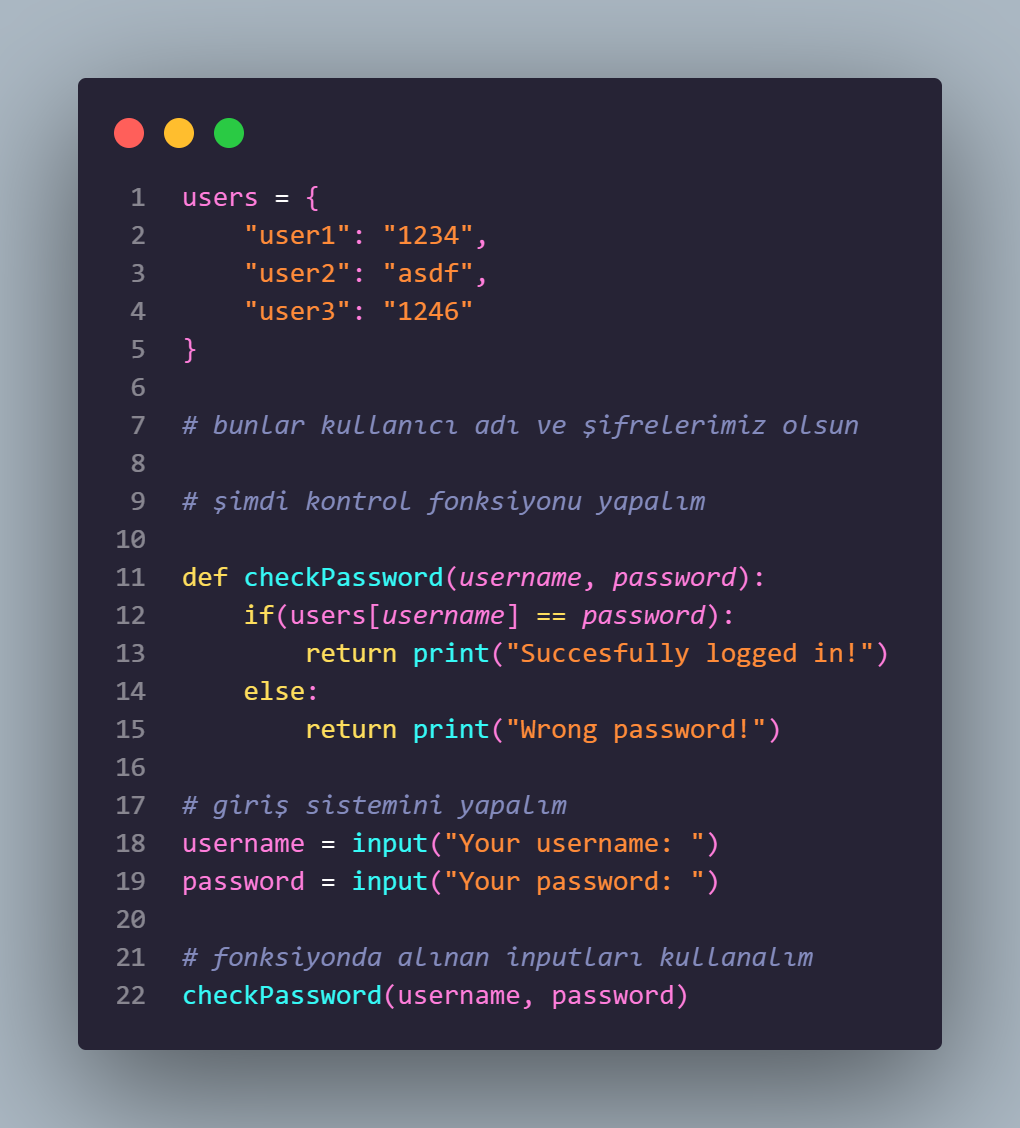 1 users = {
2     "user1": "1234",
3     "user2": "asdf",
4     "user3": "1246"
5 }
6
7 # bunlar kullanıcı adı ve şifrelerimiz olsun
8
9 # şimdi kontrol fonksiyonu yapalım
10
11 def checkPassword(username, password):
12     if(users[username] == password):
13         return print("Succesfully logged in!")
14     else:
15         return print("Wrong password!")
16
17 # giriş sistemini yapalım
18 username = input("Your username: ")
19 password = input("Your password: ")
20
21 # fonksiyonda alınan inputları kullanalım
22 checkPassword(username, password)